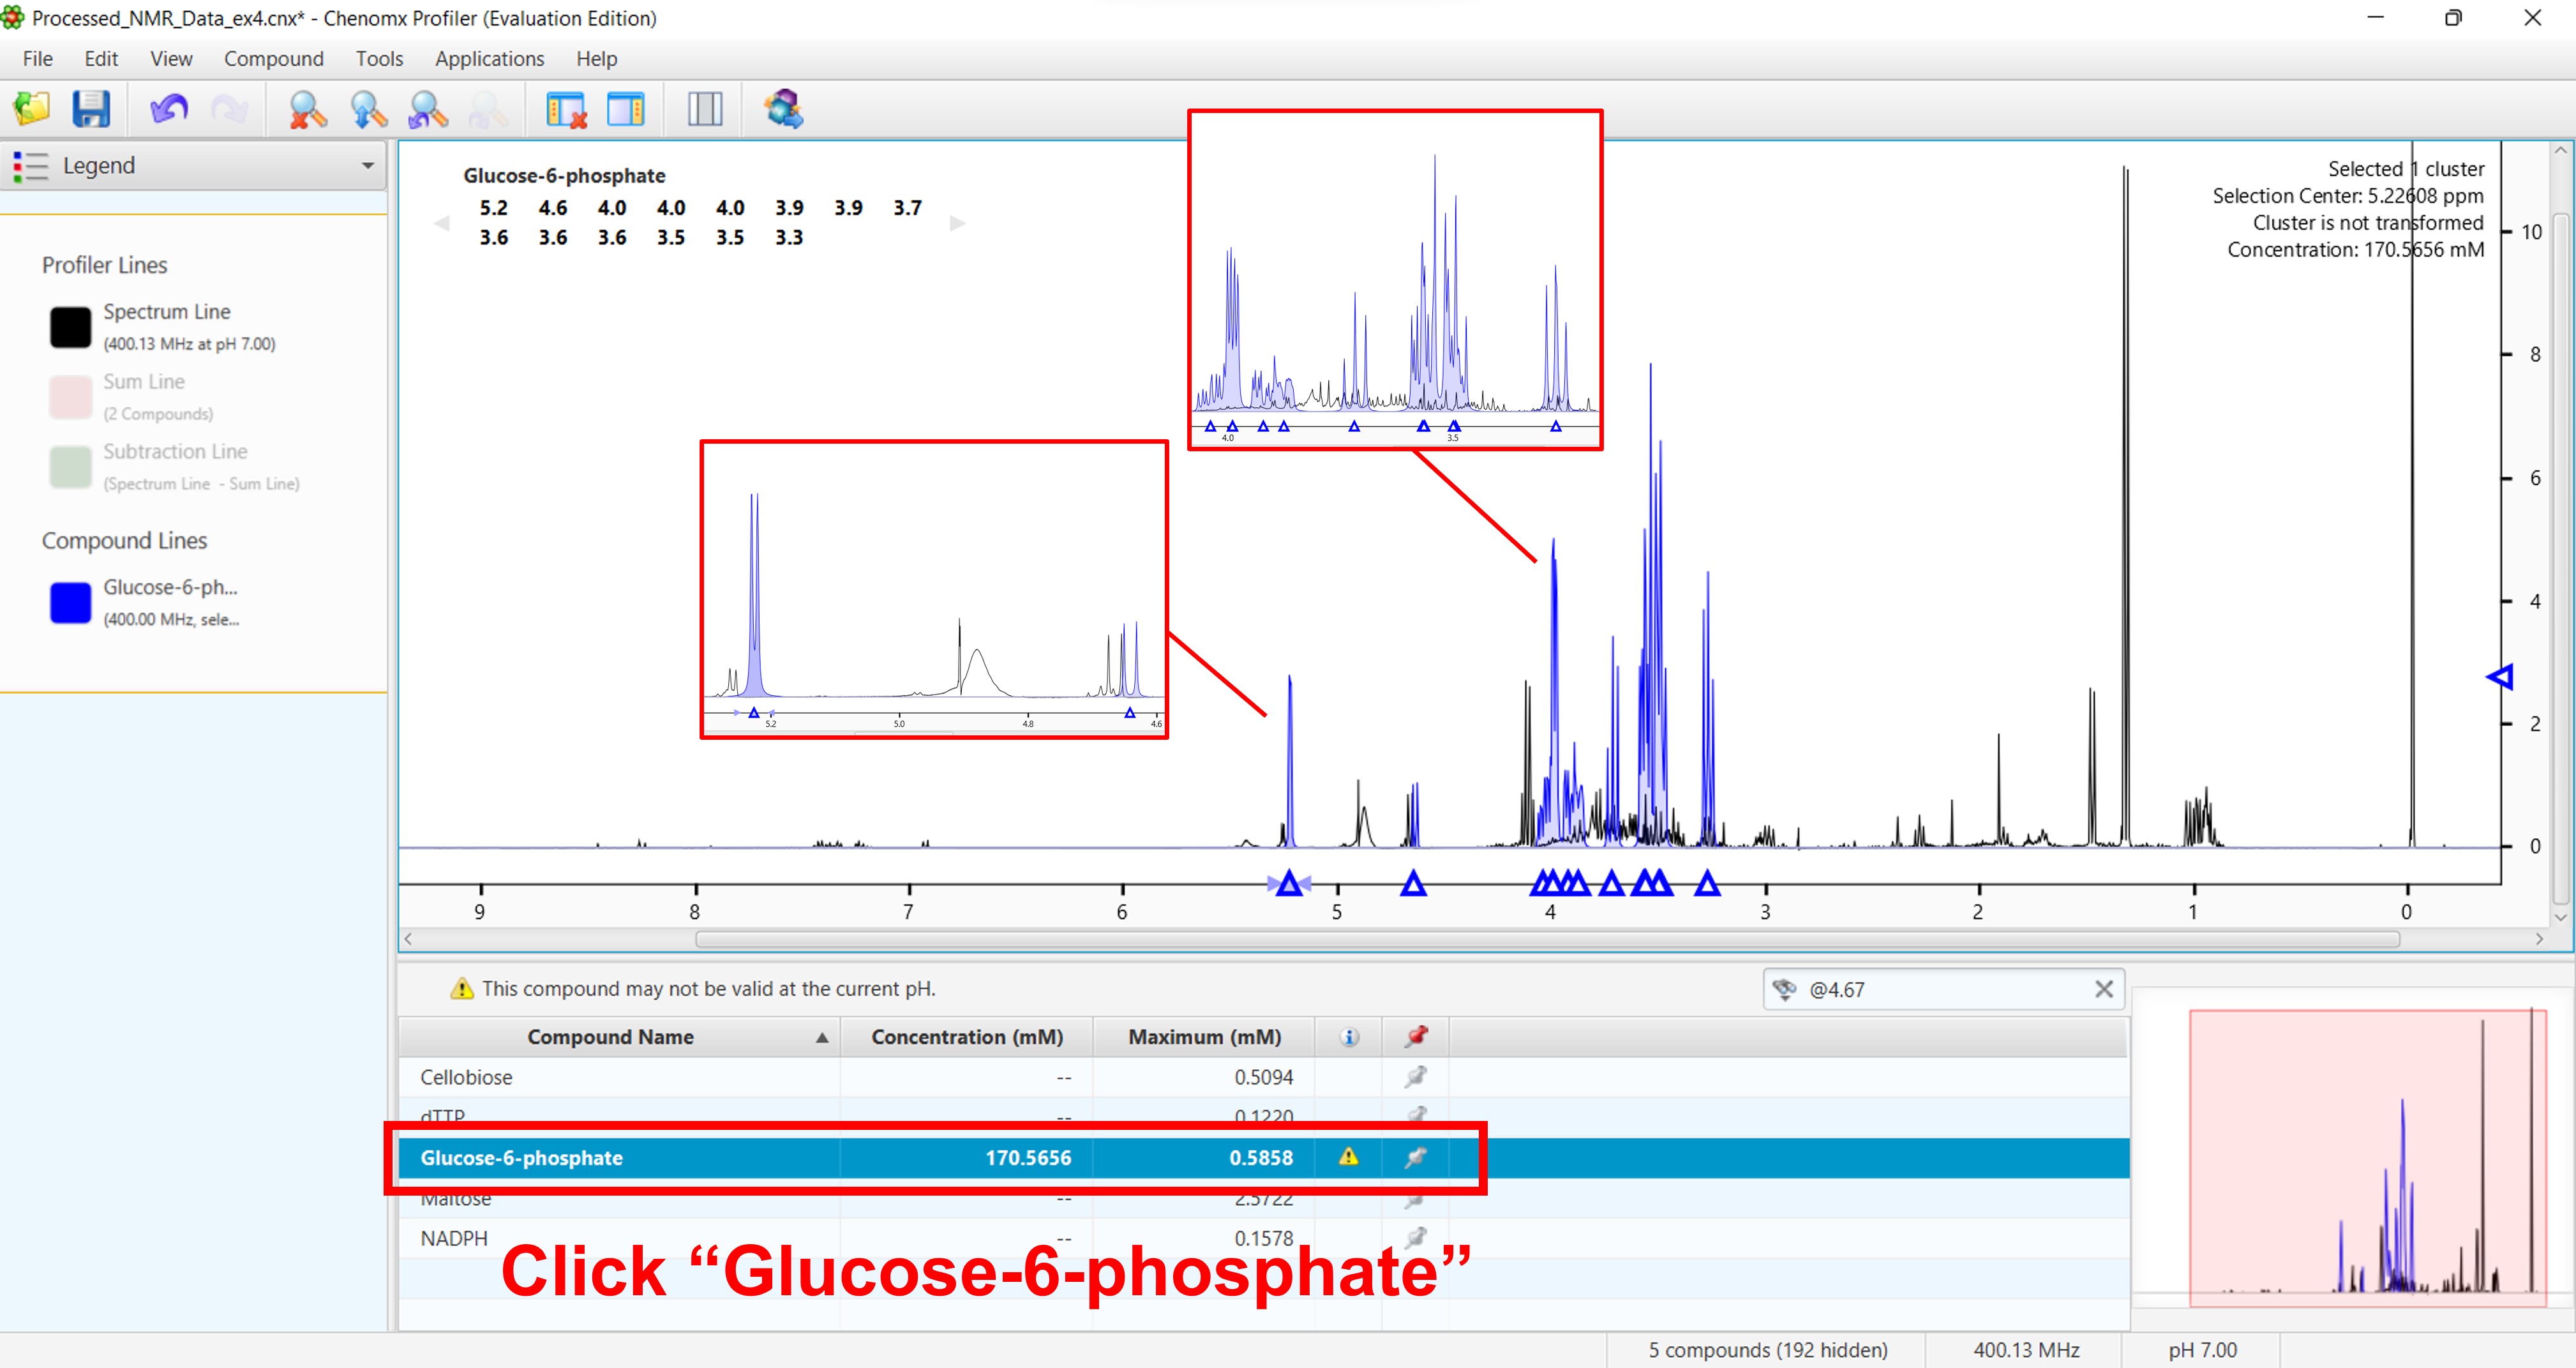 Processed_NMR_Data_ex4.cnx* - Chenomx Profiler (Evaluation Edition)
File Edit View Compound Tools Applications Help
Legend
Profiler Lines
Spectrum Line
(400.13 MHz at pH 7.00)
Sum Line
(2 Compounds)
Subtraction Line
(Spectrum Line - Sum Line)
Compound Lines
Glucose-6-ph...
(400.00 MHz, sele...
Glucose-6-phosphate
5.2 4.6 4.0 4.0 4.0 3.9 3.9 3.7
3.6 3.6 3.6 3.5 3.5 3.3
Selected 1 cluster
Selection Center: 5.22608 ppm
Cluster is not transformed
Concentration: 170.5656 mM
10
8
6
4
2
0
4.0 3.5
5.2 5.0 4.8 4.6
9 8 7 6 5 4 3 2 1 0
This compound may not be valid at the current pH.
@4.67
Compound Name Concentration (mM) Maximum (mM)
Cellobiose -- 0.5094
dTTP -- 0.1220
Glucose-6-phosphate 170.5656 0.5858
Maltose -- 2.5722
NADPH -- 0.1578
Click “Glucose-6-phosphate”
5 compounds (192 hidden) 400.13 MHz pH 7.00